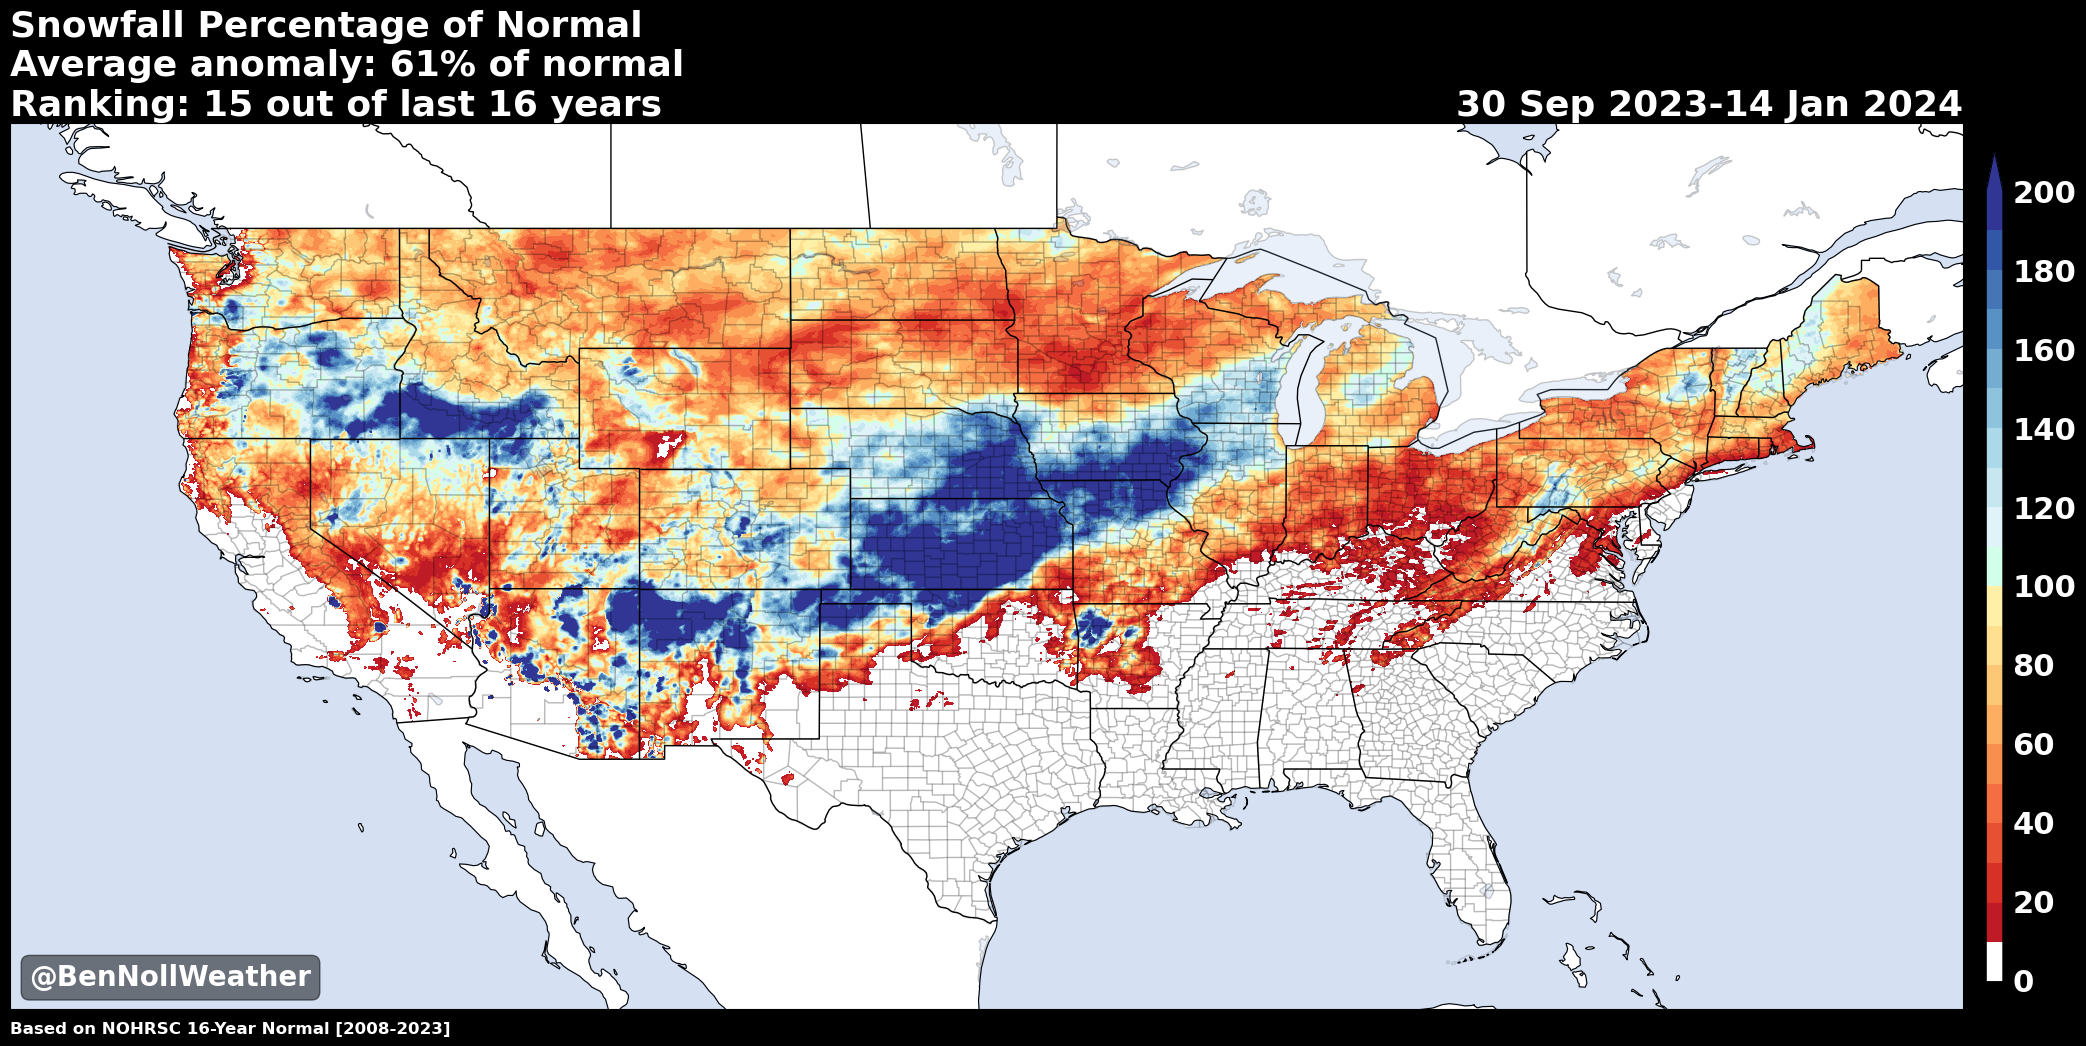 Snowfall Percentage of Normal
Average anomaly: 61% of normal
Ranking: 15 out of last 16 years
30 Sep 2023-14 Jan 2024
200
180
160
140
120
100
80
60
40
20
0
@BenNollWeather
Based on NOHRSC 16-Year Normal [2008-2023]